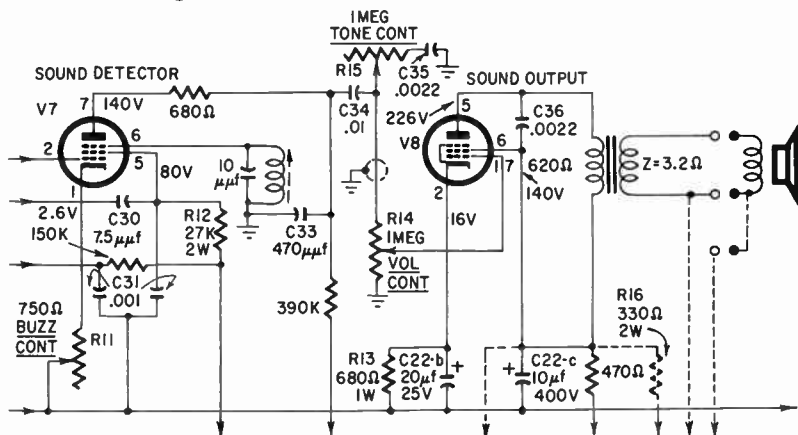 1MEG
TONE CONT
R15
C35
.0022
SOUND DETECTOR
V7
7
140V
680Ω
C34
.01
SOUND OUTPUT
226V
5
C36
.0022
2
6
5
1
80V
10
μμf
V8
6
1
7
2
620Ω
140V
Z=3.2Ω
2.6V
C30
7.5μμf
150K
R12
27K
2W
C33
470μμf
16V
R14
1MEG
VOL
CONT
C31
.001
390K
R16
330Ω
2W
750Ω
BUZZ
CONT
R11
R13
680Ω
1W
C22-b
20μf
25V
+
C22-c
10μf
400V
+
470Ω